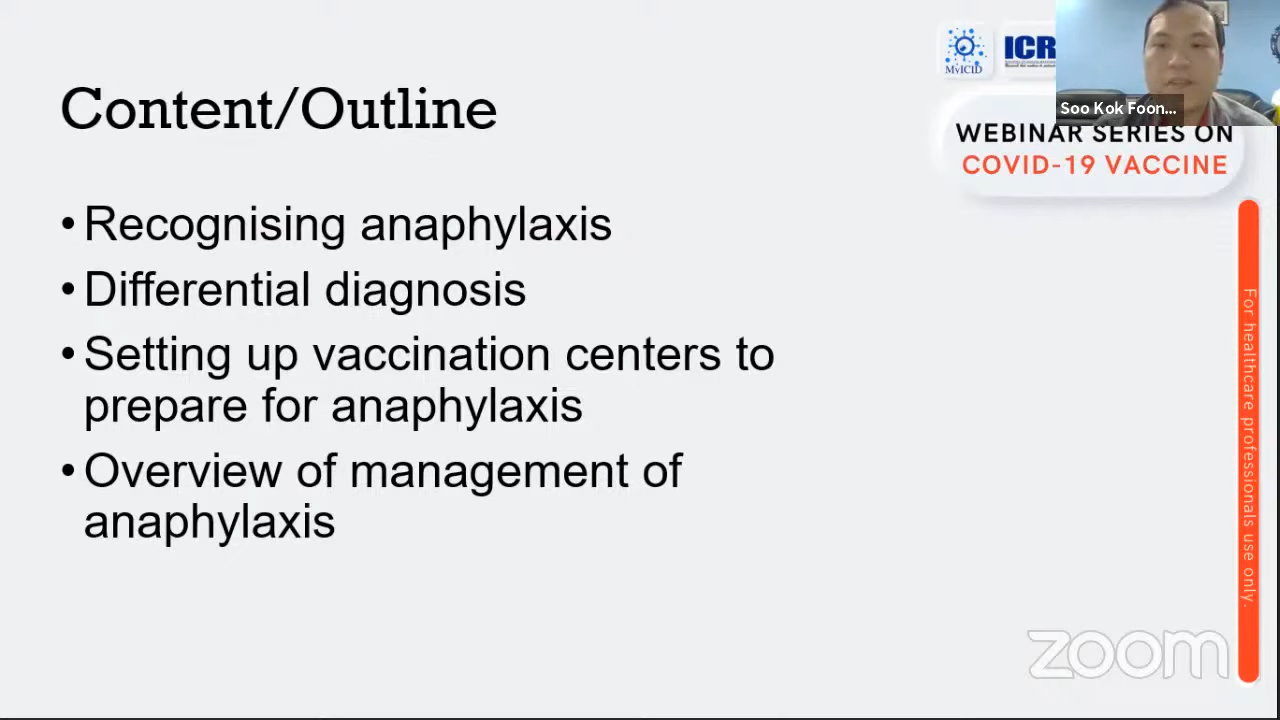 Content/Outline
• Recognising anaphylaxis
• Differential diagnosis
• Setting up vaccination centers to
prepare for anaphylaxis
• Overview of management of
anaphylaxis
MyICID
ICR
Soo Kok Foon...
WEBINAR SERIES ON
COVID-19 VACCINE
For healthcare professionals use only.
zoom